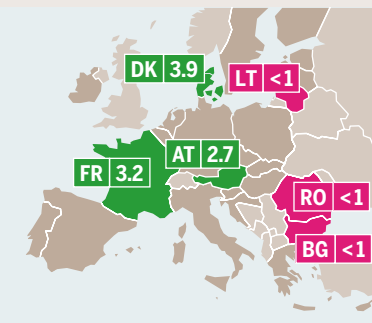 DK 3.9
LT <1
AT 2.7
FR 3.2
RO <1
BG <1